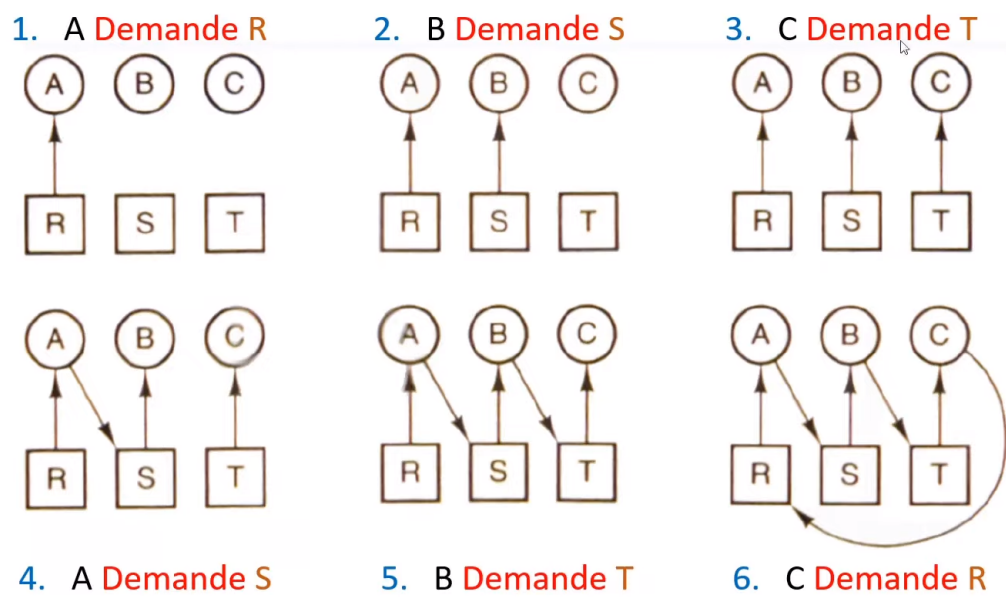 1. A Demande R
2. B Demande S
3. C Demande T
A B C
R S T
A B C
R S T
A B C
R S T
A B C
R S T
A B C
R S T
A B C
R S T
4. A Demande S
5. B Demande T
6. C Demande R